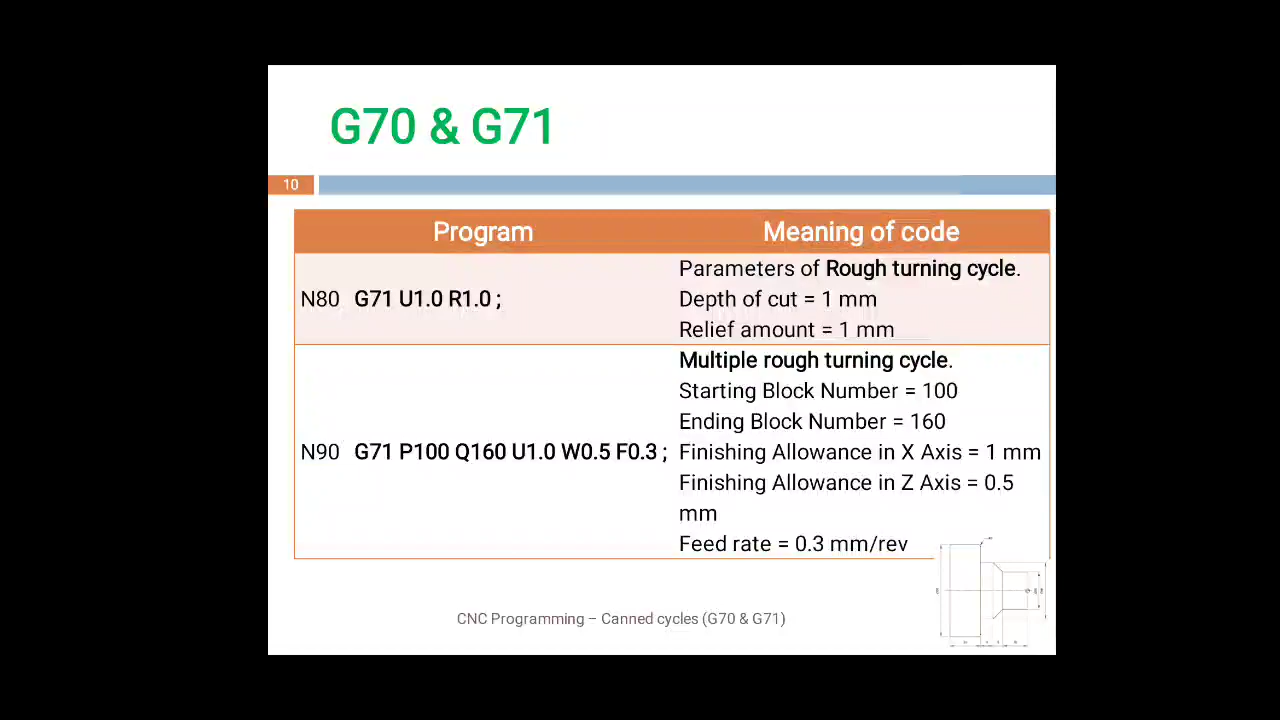 G70 & G71
10
Program Meaning of code
Parameters of Rough turning cycle.
N80 G71 U1.0 R1.0 ; Depth of cut = 1 mm
Relief amount = 1 mm
Multiple rough turning cycle.
Starting Block Number = 100
Ending Block Number = 160
N90 G71 P100 Q160 U1.0 W0.5 F0.3 ; Finishing Allowance in X Axis = 1 mm
Finishing Allowance in Z Axis = 0.5
mm
Feed rate = 0.3 mm/rev
CNC Programming – Canned cycles (G70 & G71)